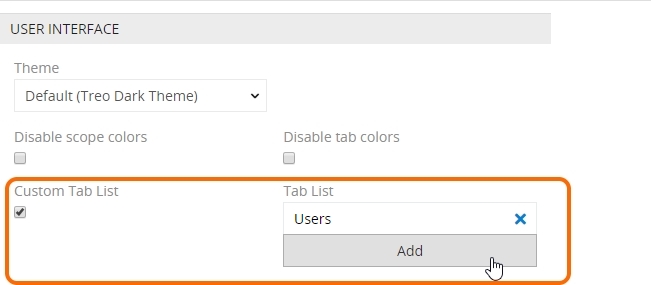 USER INTERFACE
Theme
Default (Treo Dark Theme)
Disable scope colors
Disable tab colors
Custom Tab List
Tab List
Users
Add